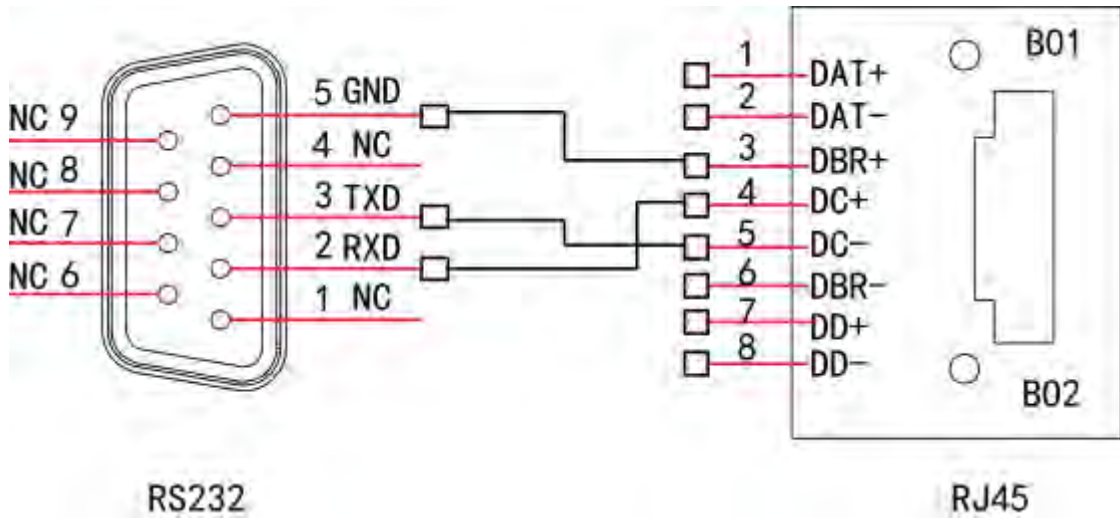 NC 9
NC 8
NC 7
NC 6
5 GND
4 NC
3 TXD
2 RXD
1 NC
1 DAT+
2 DAT-
3 DBR+
4 DC+
5 DC-
6 DBR-
7 DD+
8 DD-
B01
B02
RS232
RJ45